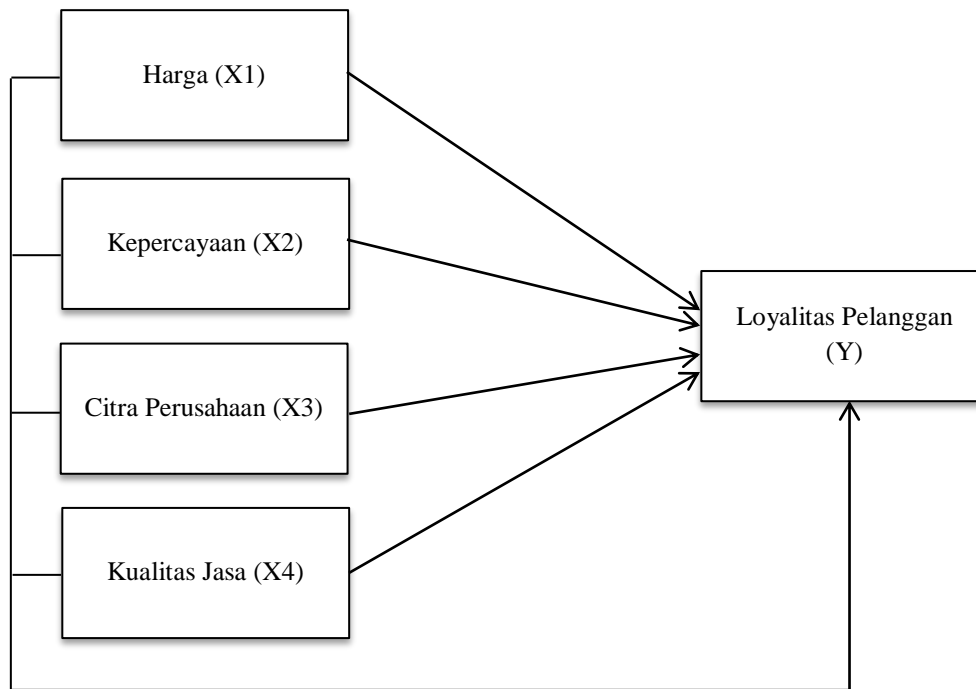 Harga (X1)
Kepercayaan (X2)
Citra Perusahaan (X3)
Kualitas Jasa (X4)
Loyalitas Pelanggan
(Y)